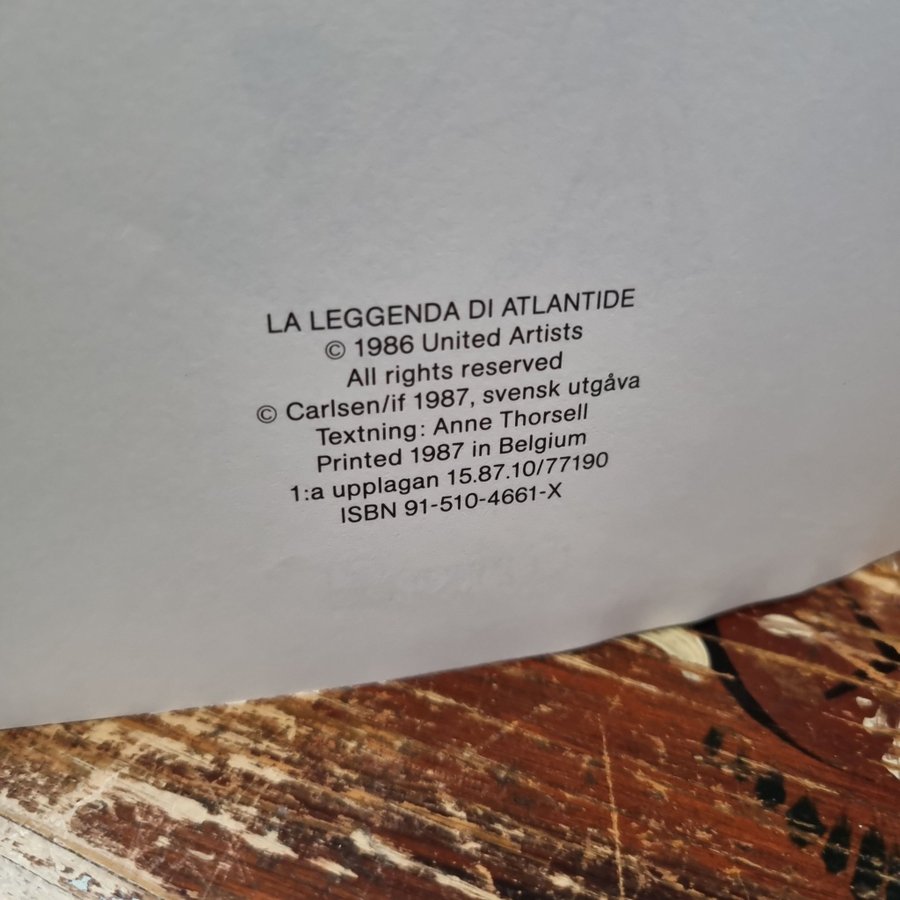 LA LEGGENDA DI ATLANTIDE
© 1986 United Artists
All rights reserved
© Carlsen/if 1987, svensk utgåva
Textning: Anne Thorsell
Printed 1987 in Belgium
1:a upplagan 15.87.10/77190
ISBN 91-510-4661-X